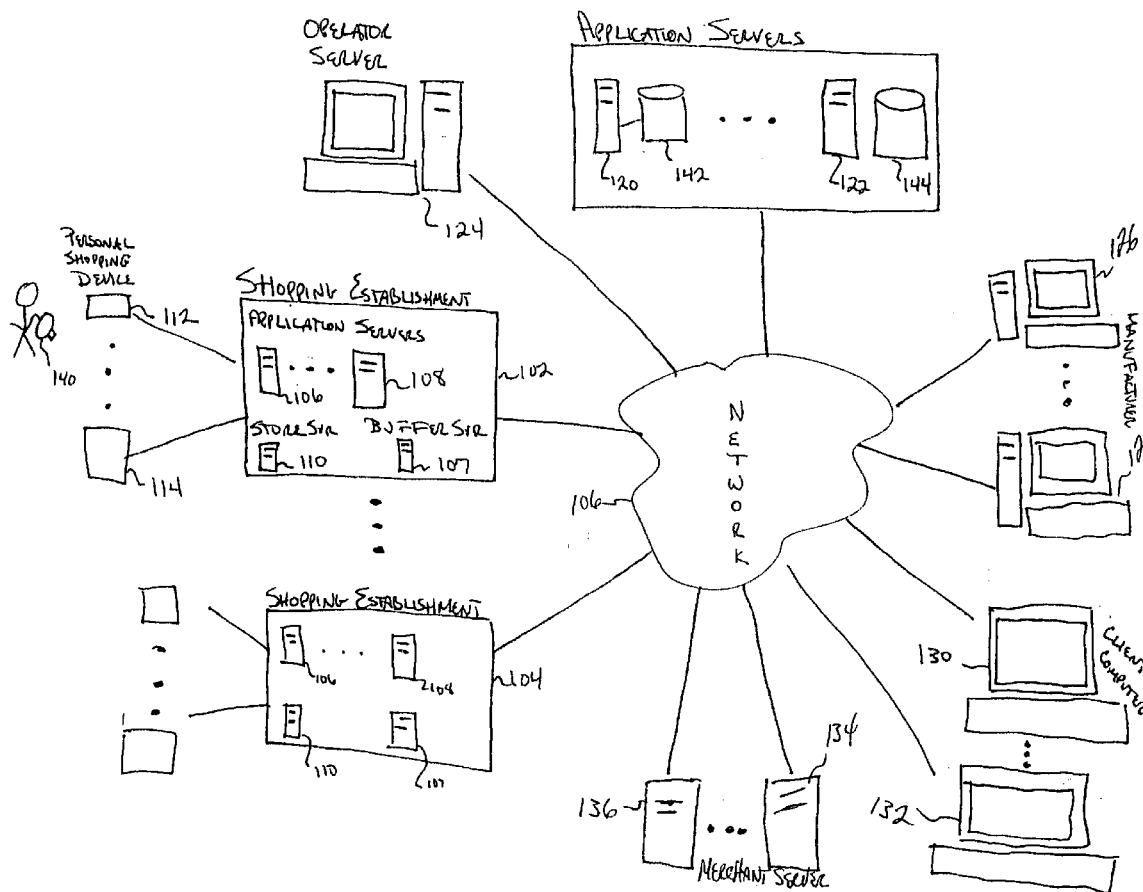 OPERATOR
SERVER
124
APPLICATION SERVERS
120
142
122
144
PERSONAL
SHOPPING
DEVICE
112
140
114
SHOPPING ESTABLISHMENT
APPLICATION SERVERS
106
108
102
STORE SVR
BUFFER SVR
110
107
NETWORK
106
126
MANUFACTURER
SHOPPING ESTABLISHMENT
106
108
104
110
107
130
CLIENT
COMPUTER
132
136
134
MERCHANT SERVER